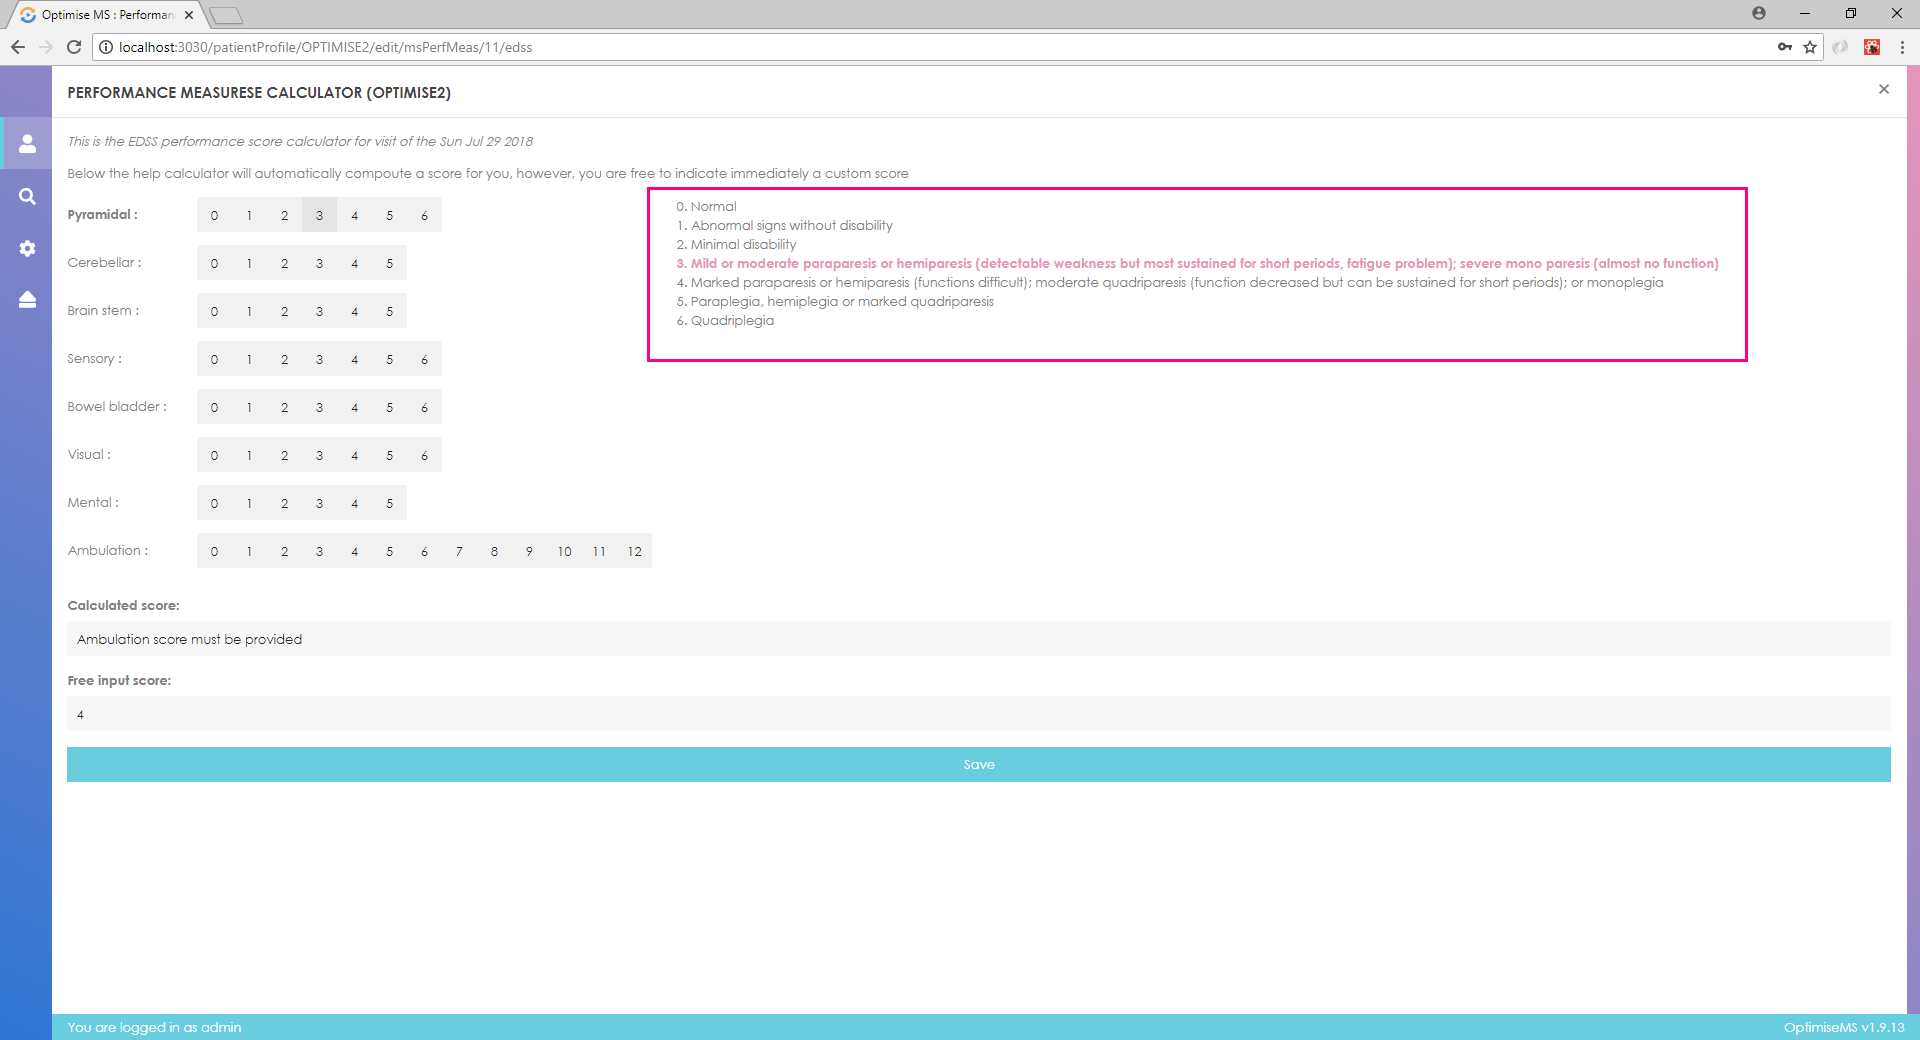 Optimise MS : Performan
localhost:3030/patientProfile/OPTIMISE2/edit/msPerfMeas/11/edss
PERFORMANCE MEASURESE CALCULATOR (OPTIMISE2)
This is the EDSS performance score calculator for visit of the Sun Jul 29 2018
Below the help calculator will automatically compoute a score for you, however, you are free to indicate immediately a custom score
Pyramidal : 0 1 2 3 4 5 6
Cerebellar : 0 1 2 3 4 5
Brain stem : 0 1 2 3 4 5
Sensory : 0 1 2 3 4 5 6
Bowel bladder : 0 1 2 3 4 5 6
Visual : 0 1 2 3 4 5 6
Mental : 0 1 2 3 4 5
Ambulation : 0 1 2 3 4 5 6 7 8 9 10 11 12
0. Normal
1. Abnormal signs without disability
2. Minimal disability
3. Mild or moderate paraparesis or hemiparesis (detectable weakness but most sustained for short periods, fatigue problem); severe mono paresis (almost no function)
4. Marked paraparesis or hemiparesis (functions difficult); moderate quadriparesis (function decreased but can be sustained for short periods); or monoplegia
5. Paraplegia, hemiplegia or marked quadriparesis
6. Quadriplegia
Calculated score:
Ambulation score must be provided
Free input score:
4
Save
You are logged in as admin
OptimiseMS v1.9.13